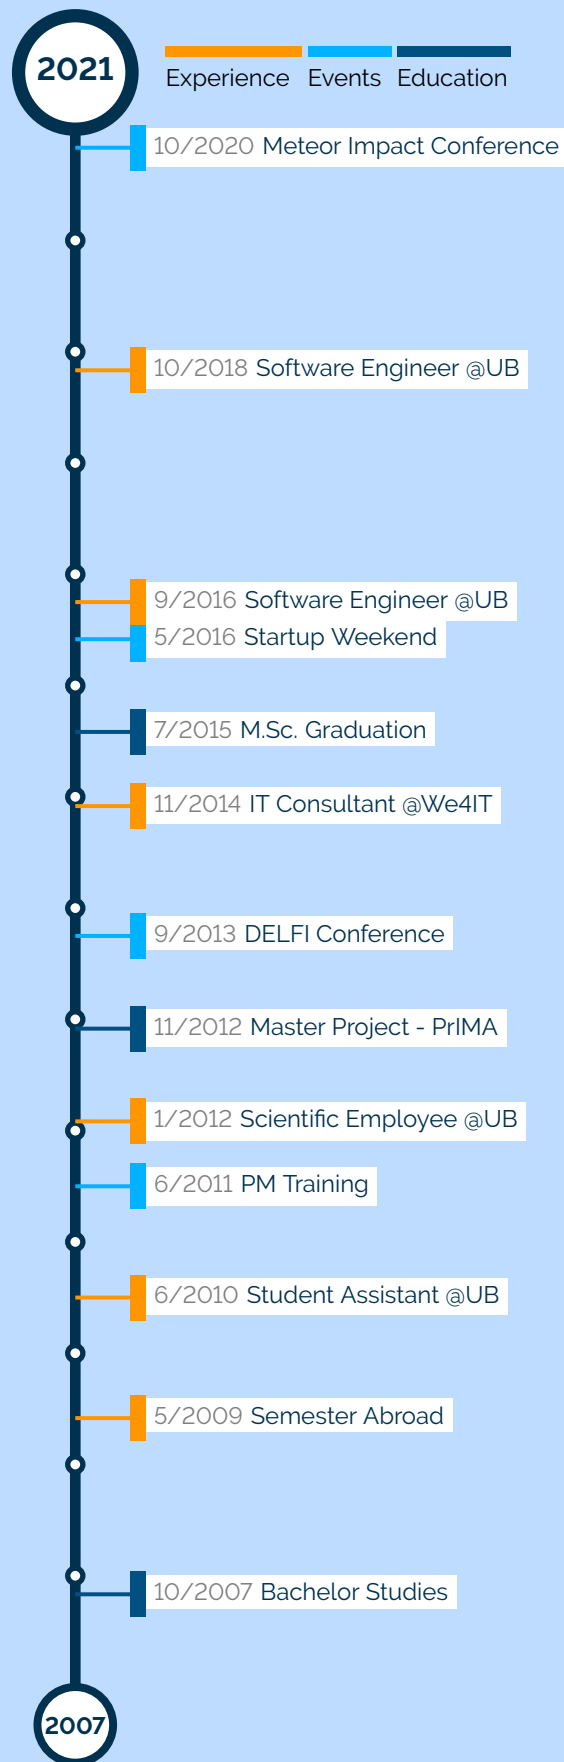 2021
Experience Events Education
10/2020 Meteor Impact Conference
10/2018 Software Engineer @UB
9/2016 Software Engineer @UB
5/2016 Startup Weekend
7/2015 M.Sc. Graduation
11/2014 IT Consultant @We4IT
9/2013 DELFI Conference
11/2012 Master Project - PrIMA
1/2012 Scientific Employee @UB
6/2011 PM Training
6/2010 Student Assistant @UB
5/2009 Semester Abroad
10/2007 Bachelor Studies
2007